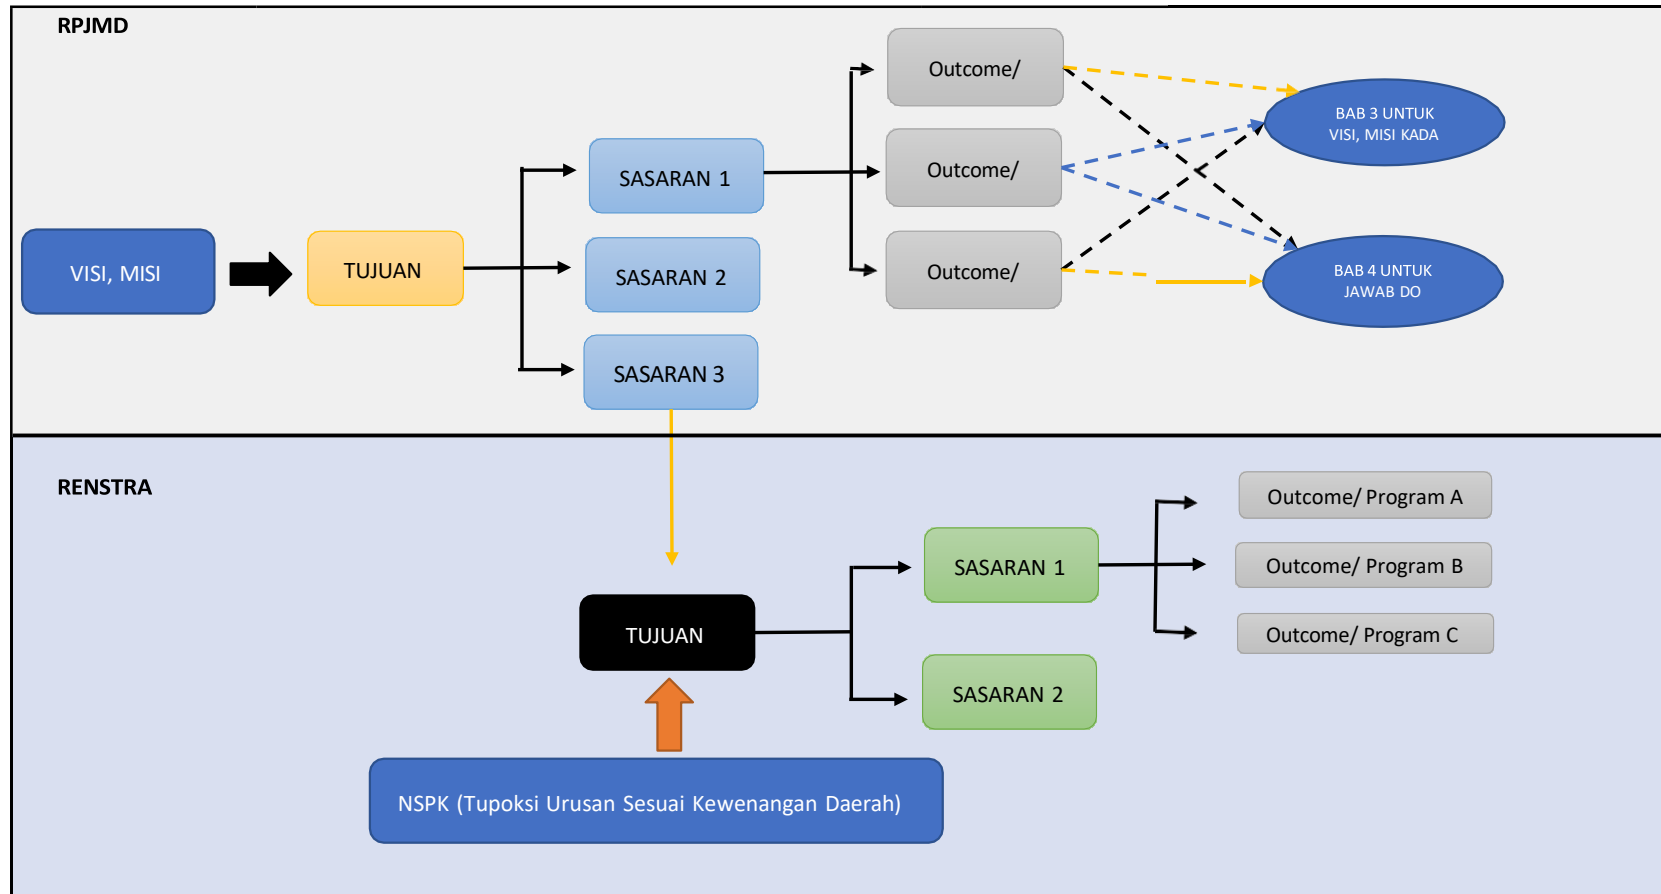 RPJMD
VISI, MISI
TUJUAN
SASARAN 1
SASARAN 2
SASARAN 3
Outcome/
Outcome/
Outcome/
BAB 3 UNTUK
VISI, MISI KADA
BAB 4 UNTUK
JAWAB DO
RENSTRA
TUJUAN
SASARAN 1
SASARAN 2
Outcome/ Program A
Outcome/ Program B
Outcome/ Program C
NSPK (Tupoksi Urusan Sesuai Kewenangan Daerah)